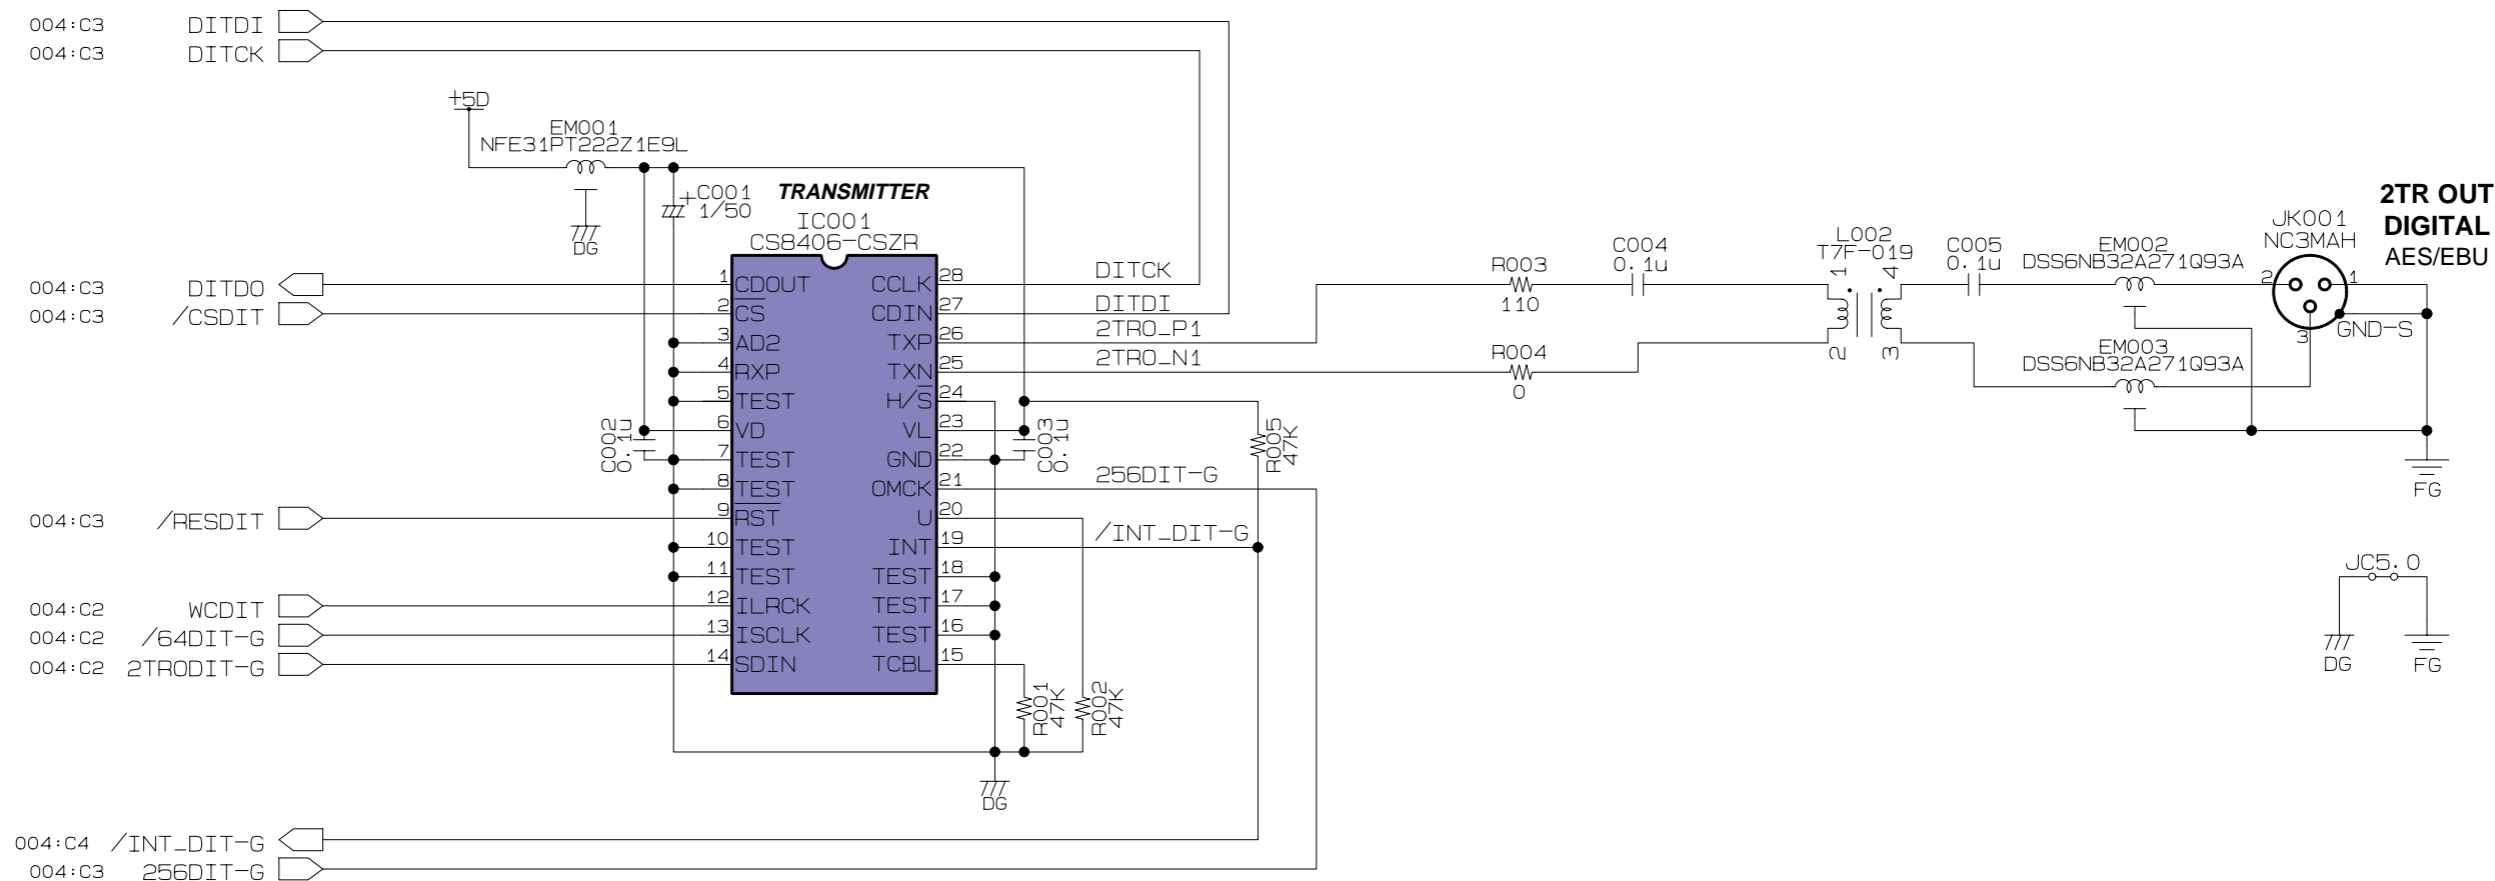 004:C3 DITDI
004:C3 DITCK
+5D
EM001
NFE31PT222Z1E9L
DG
+C001
1/50
TRANSMITTER
IC001
CS8406-CSZR
004:C3 DITDO
004:C3 /CSDIT
1 CDOUT CCLK 28 DITCK
2 CS CDIN 27 DITDI
3 AD2 TXP 26 2TRO_P1
4 RXP TXN 25 2TRO_N1
5 TEST H/S 24
6 VD VL 23
7 TEST GND 22
8 TEST OMCK 21 256DIT-G
9 RST U 20
10 TEST INT 19 /INT_DIT-G
11 TEST TEST 18
12 ILRCK TEST 17
13 ISCLK TEST 16
14 SDIN TCBL 15
C002
0.1u
C003
0.1u
R005
47K
004:C3 /RESDIT
004:C2 WCDIT
004:C2 /64DIT-G
004:C2 2TRODIT-G
R001
47K
R002
47K
DG
004:C4 /INT_DIT-G
004:C3 256DIT-G
R003
110
R004
0
C004
0.1u
L002
T7F-019
1 4
2 3
C005
0.1u
EM002
DSS6NB32A271Q93A
EM003
DSS6NB32A271Q93A
JK001
NC3MAH
2 1
3
GND-S
2TR OUT
DIGITAL
AES/EBU
FG
JC5.0
DG FG